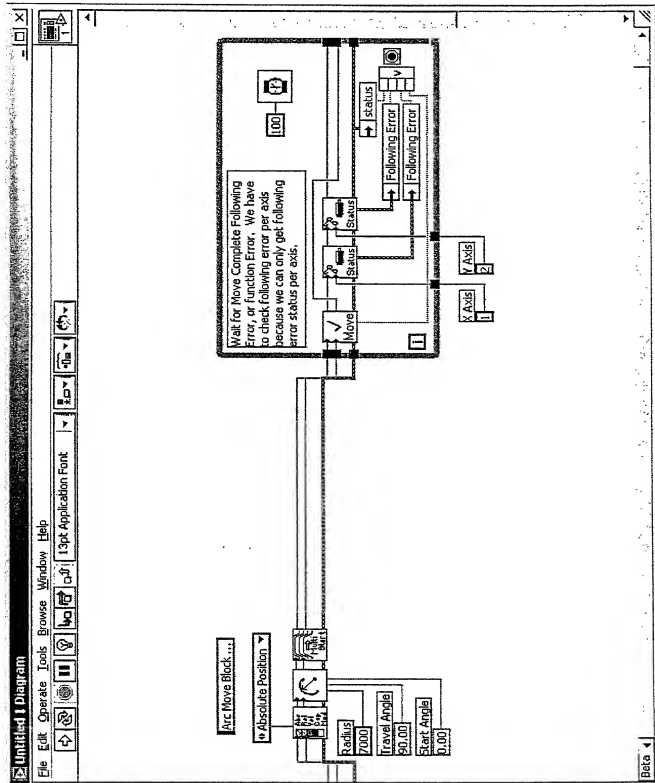 Untitled 1 Diagram
File Edit Operate Tools Browse Window Help
13pt Application Font
1
Arc Move Block ...
Absolute Position
Radius
7000
Travel Angle
90.00
Start Angle
0.00
Wait for Move Complete Following
Error, or function Error. We have
to check following error per axis
because we can only get following
error status per axis.
100
Move
Status
Status
status
Following Error
Following Error
i
X Axis
1
Y Axis
2
Beta